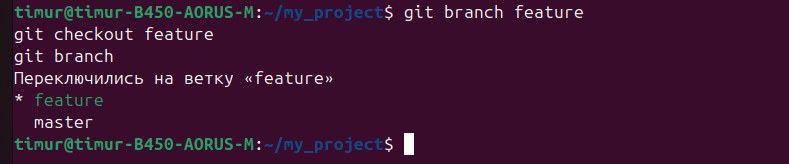 timur@timur-B450-AORUS-M:~/my_project$ git branch feature
git checkout feature
git branch
Переключились на ветку «feature»
* feature
  master
timur@timur-B450-AORUS-M:~/my_project$